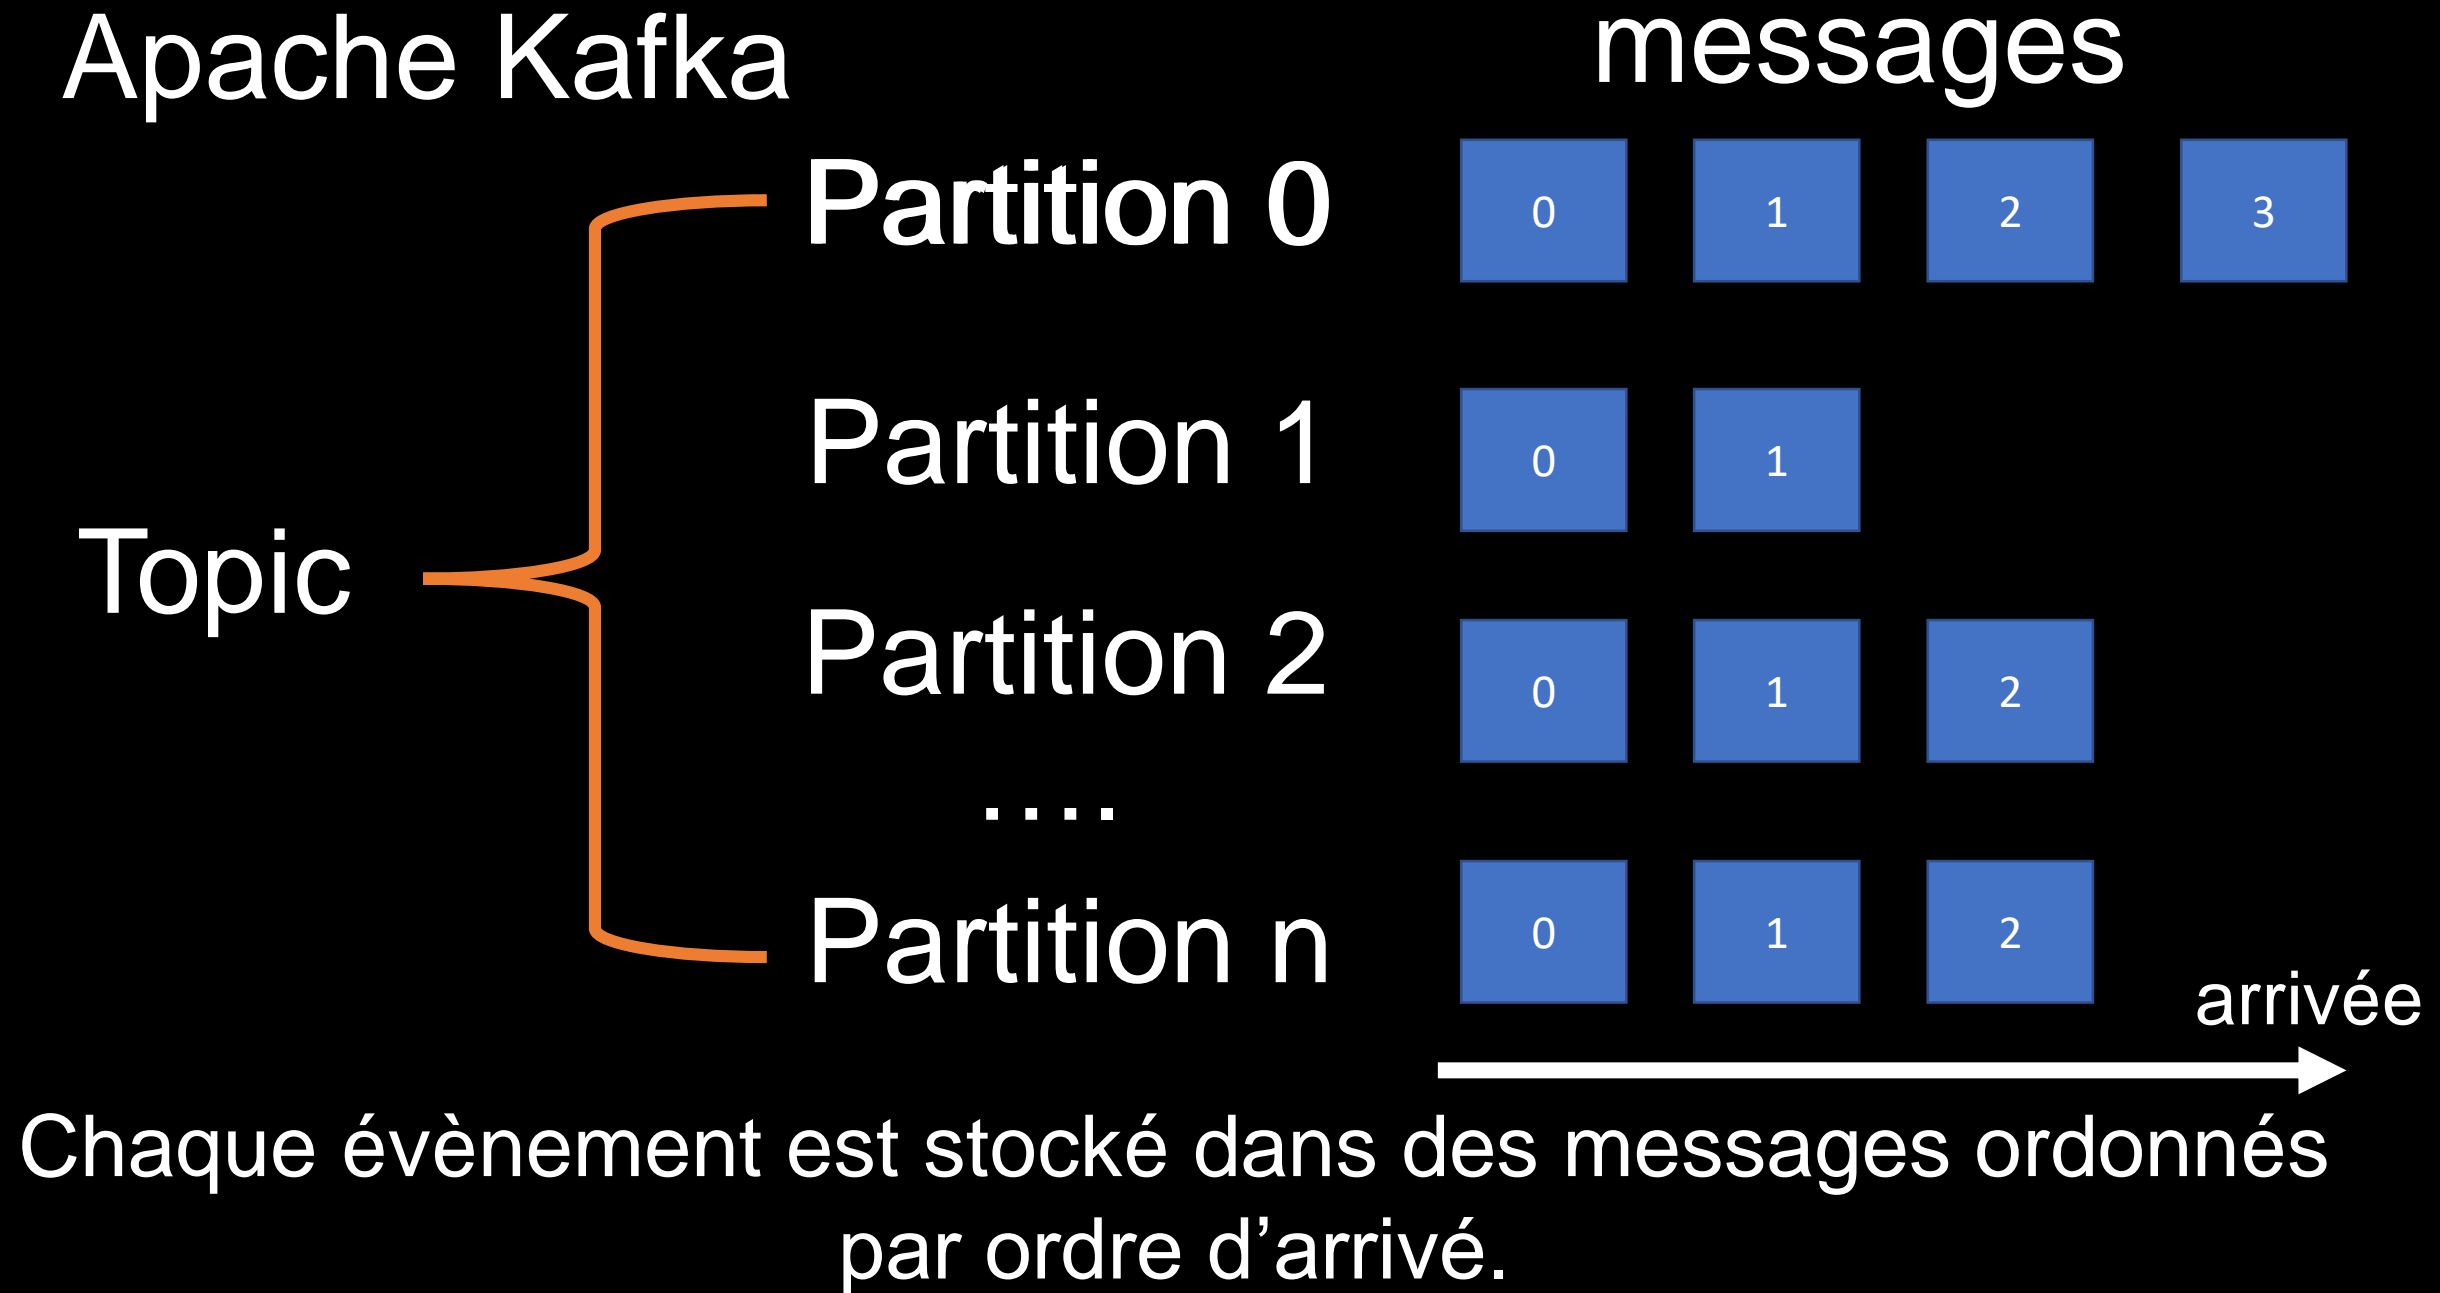 Apache Kafka
messages
Partition 0
0 1 2 3
Partition 1
0 1
Topic
Partition 2
0 1 2
....
Partition n
0 1 2
arrivée
Chaque évènement est stocké dans des messages ordonnés
par ordre d’arrivé.